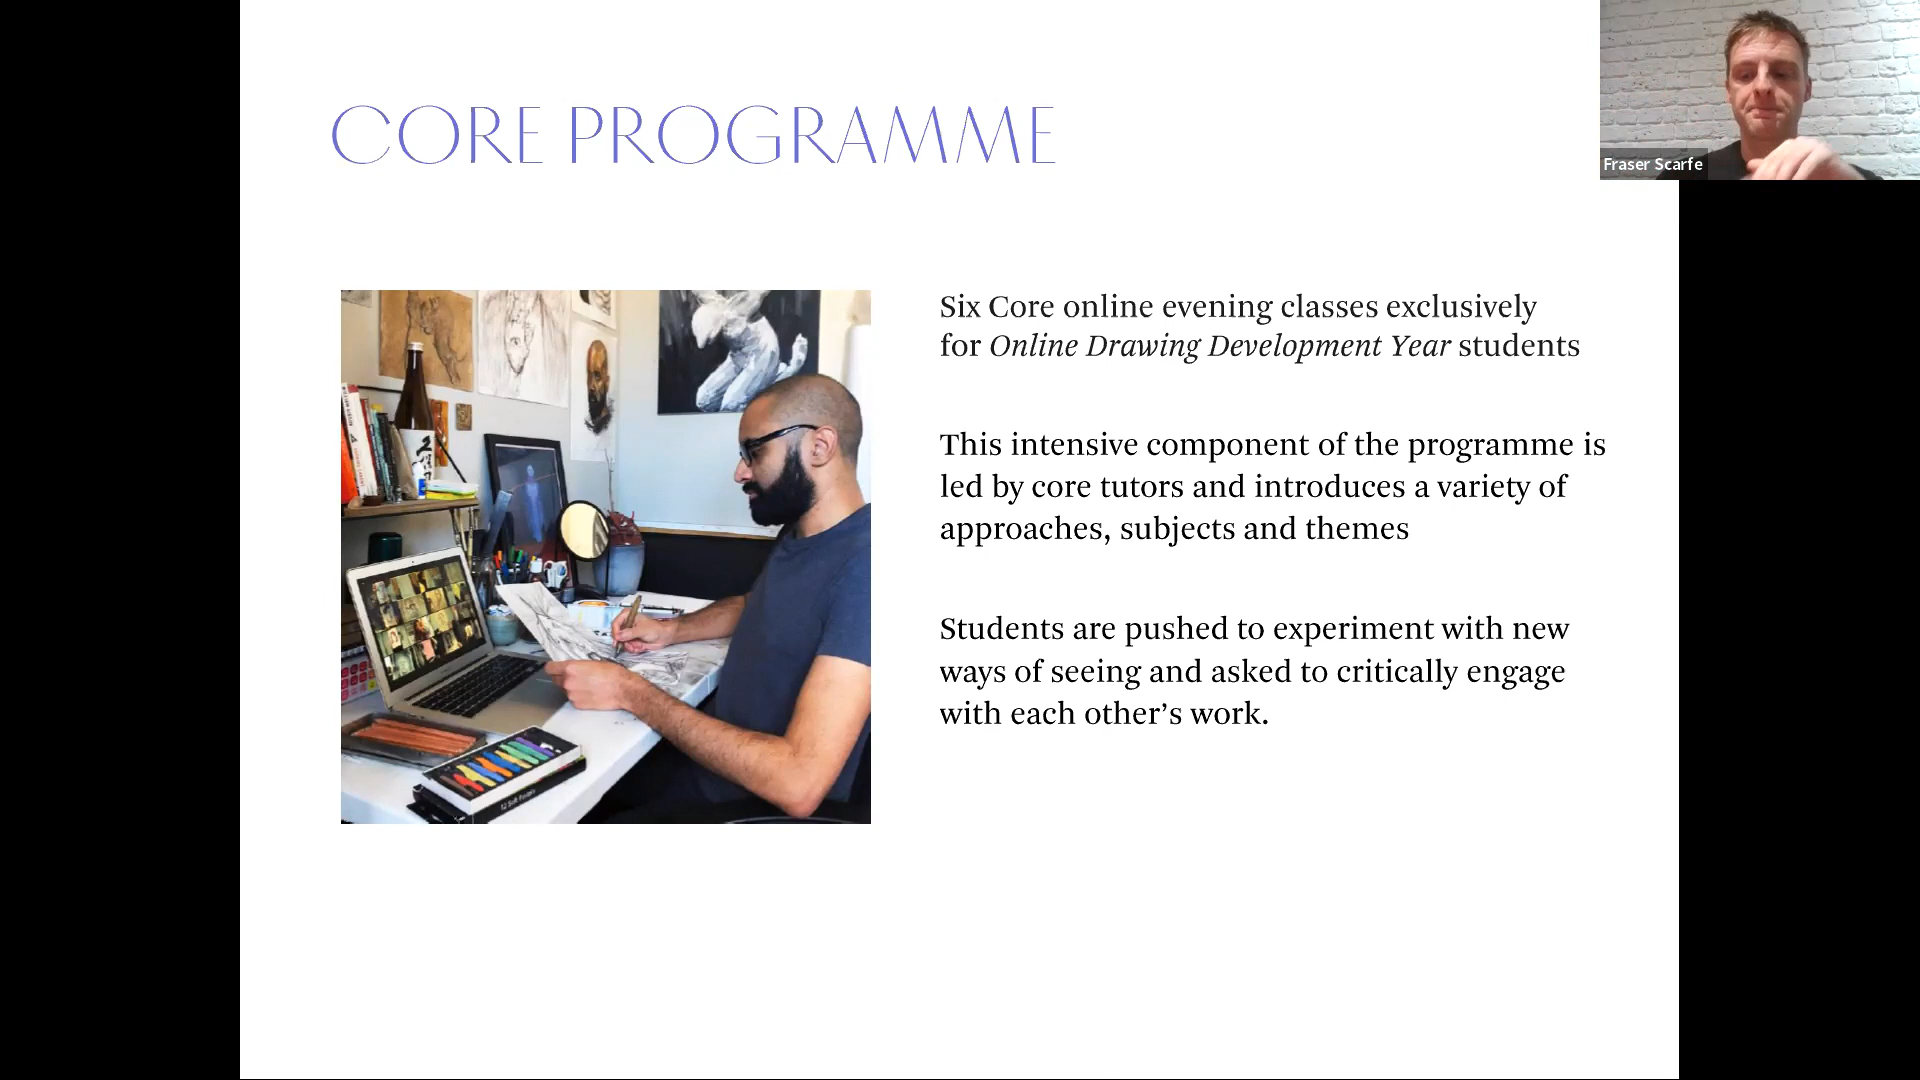 CORE PROGRAMME
Fraser Scarfe
Six Core online evening classes exclusively
for Online Drawing Development Year students
This intensive component of the programme is
led by core tutors and introduces a variety of
approaches, subjects and themes
Students are pushed to experiment with new
ways of seeing and asked to critically engage
with each other’s work.